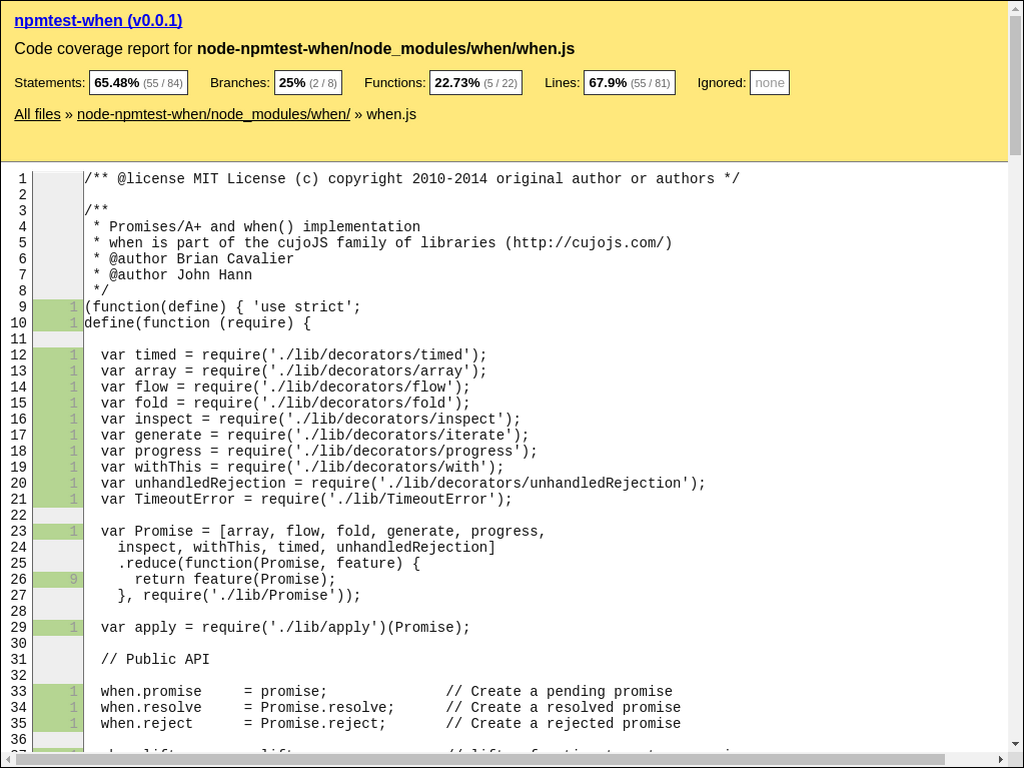 npmtest-when (v0.0.1)
Code coverage report for node-npmtest-when/node_modules/when/when.js
Statements: 65.48% (55 / 84) Branches: 25% (2 / 8) Functions: 22.73% (5 / 22) Lines: 67.9% (55 / 81) Ignored: none
All files » node-npmtest-when/node_modules/when/ » when.js
1 /** @license MIT License (c) copyright 2010-2014 original author or authors */
2
3 /**
4  * Promises/A+ and when() implementation
5  * when is part of the cujoJS family of libraries (http://cujojs.com/)
6  * @author Brian Cavalier
7  * @author John Hann
8  */
9 1 (function(define) { 'use strict';
10 1 define(function (require) {
11
12 1   var timed = require('./lib/decorators/timed');
13 1   var array = require('./lib/decorators/array');
14 1   var flow = require('./lib/decorators/flow');
15 1   var fold = require('./lib/decorators/fold');
16 1   var inspect = require('./lib/decorators/inspect');
17 1   var generate = require('./lib/decorators/iterate');
18 1   var progress = require('./lib/decorators/progress');
19 1   var withThis = require('./lib/decorators/with');
20 1   var unhandledRejection = require('./lib/decorators/unhandledRejection');
21 1   var TimeoutError = require('./lib/TimeoutError');
22
23 1   var Promise = [array, flow, fold, generate, progress,
24     inspect, withThis, timed, unhandledRejection]
25     .reduce(function(Promise, feature) {
26 9       return feature(Promise);
27     }, require('./lib/Promise'));
28
29 1   var apply = require('./lib/apply')(Promise);
30
31   // Public API
32
33 1   when.promise     = promise;              // Create a pending promise
34 1   when.resolve     = Promise.resolve;      // Create a resolved promise
35 1   when.reject      = Promise.reject;       // Create a rejected promise
36